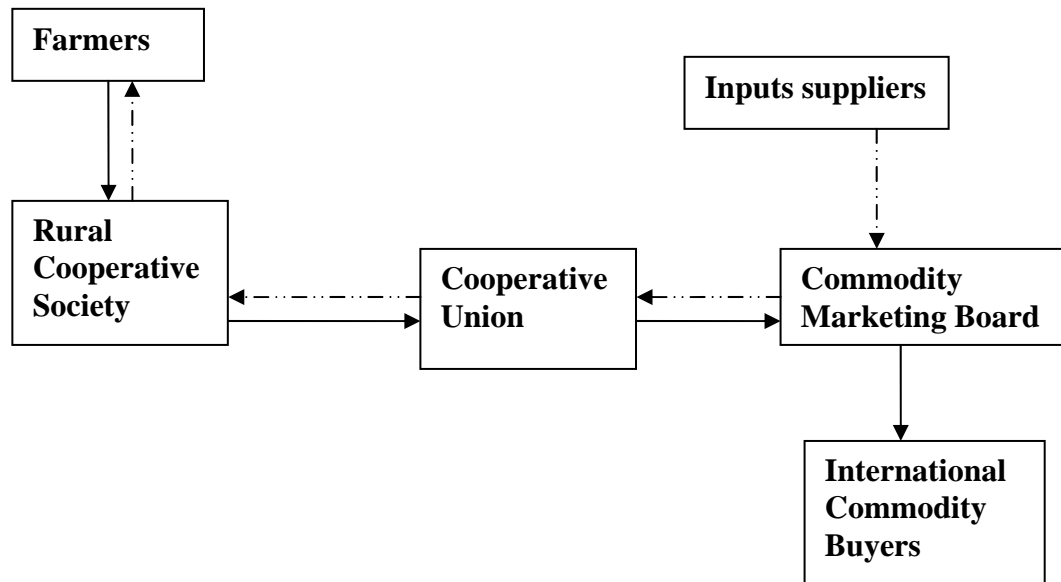 Farmers
Inputs suppliers
Rural
Cooperative
Society
Cooperative
Union
Commodity
Marketing Board
International
Commodity
Buyers